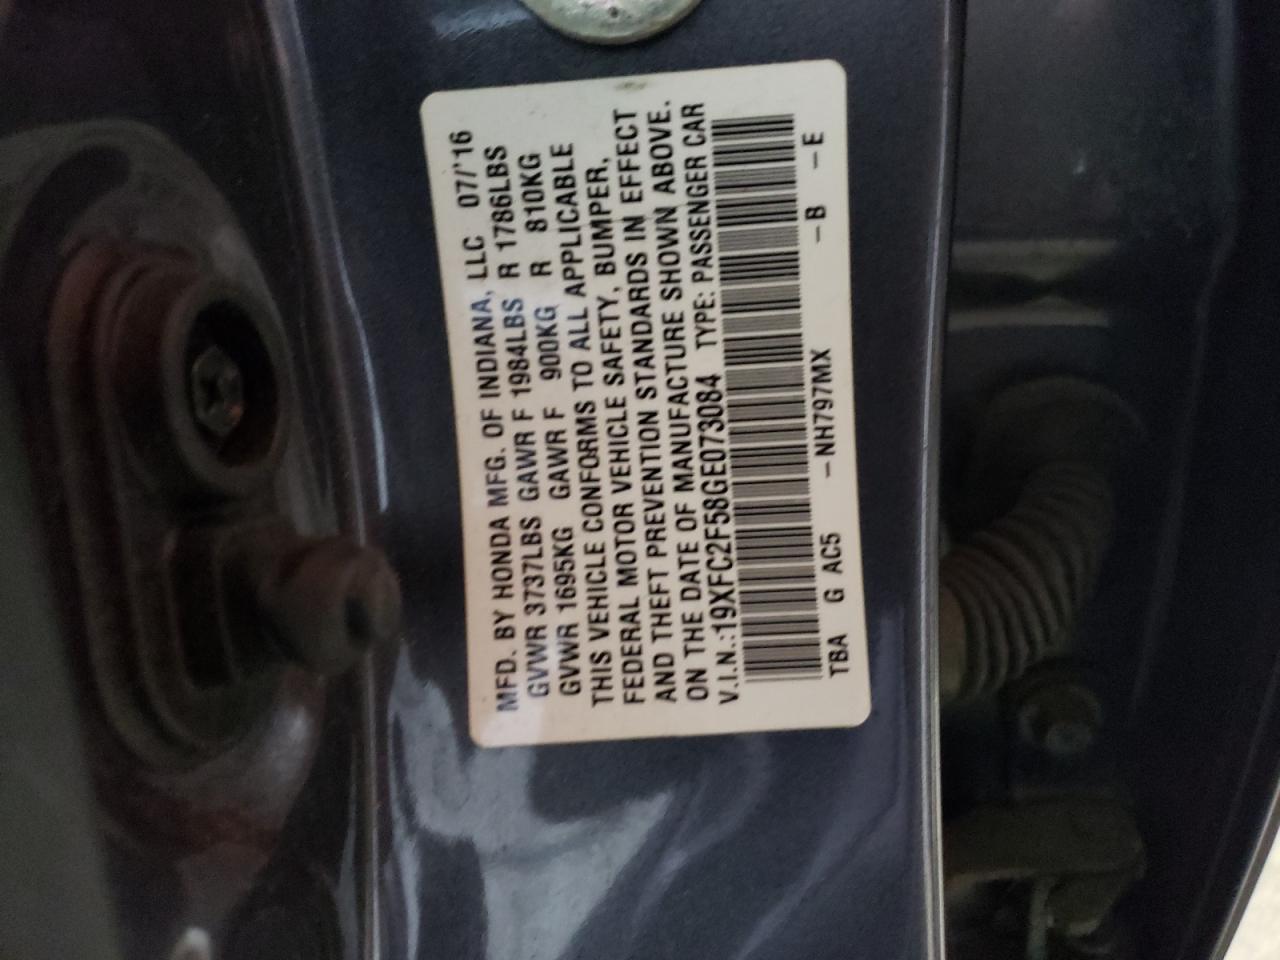 MFD. BY HONDA MFG. OF INDIANA, LLC 07/'16
GVWR 3737LBS GAWR F 1984LBS R 1786LBS
GVWR 1695KG GAWR F 900KG R 810KG
THIS VEHICLE CONFORMS TO ALL APPLICABLE
FEDERAL MOTOR VEHICLE SAFETY, BUMPER,
AND THEFT PREVENTION STANDARDS IN EFFECT
ON THE DATE OF MANUFACTURE SHOWN ABOVE.
V.I.N.:19XFC2F58GE073084 TYPE: PASSENGER CAR
TBA G AC5 -NH797MX -B -E